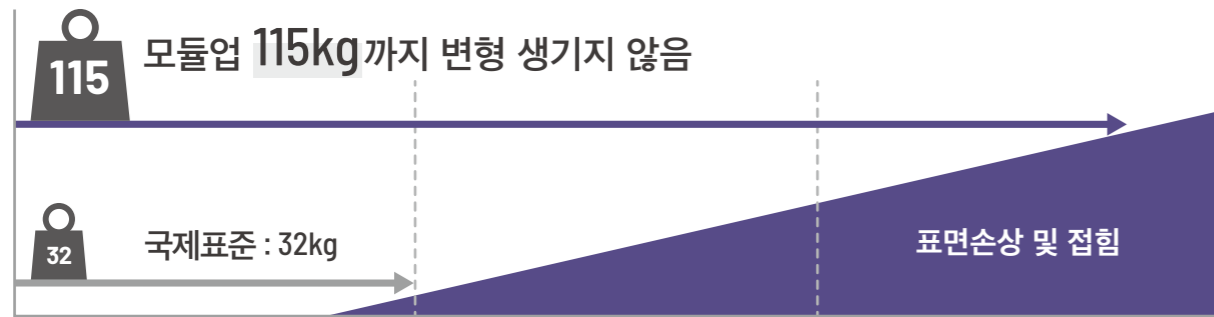 115
모듈업 115kg까지 변형 생기지 않음
32
국제표준 : 32kg
표면손상 및 접힘